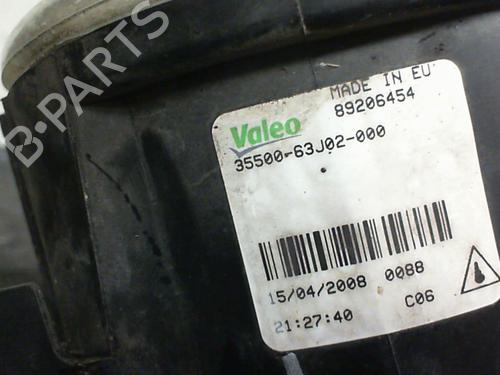 B-PARTS
MADE IN EU
89206454
Valeo
35500-63J02-000
15/04/2008 0088
21:27:40 C06